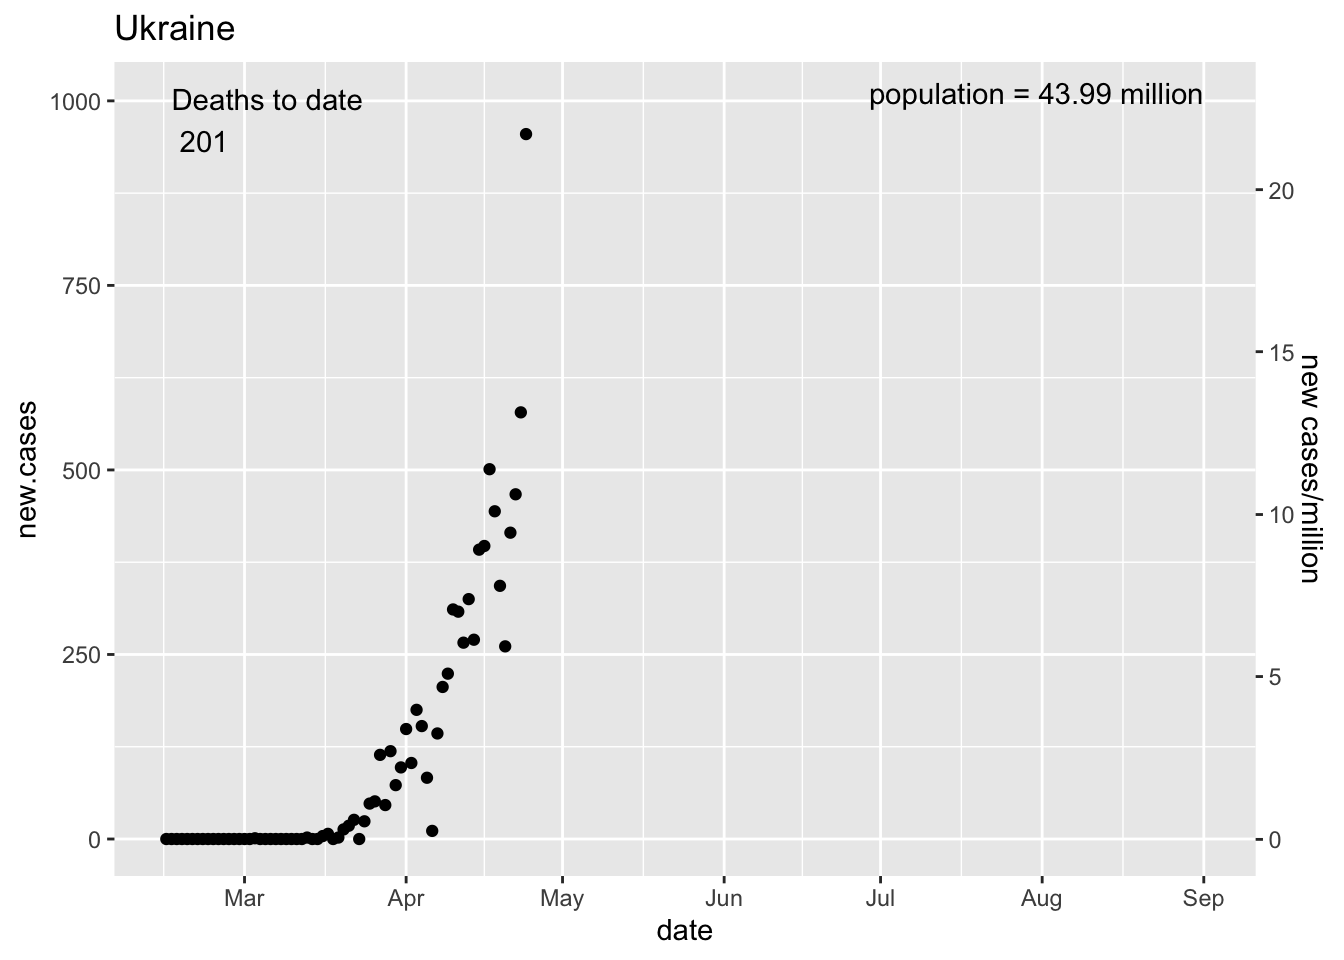 Ukraine
Deaths to date
201
population = 43.99 million
1000
750
500
250
0
new.cases
20
15
10
5
0
new cases/million
Mar Apr May Jun Jul Aug Sep
date